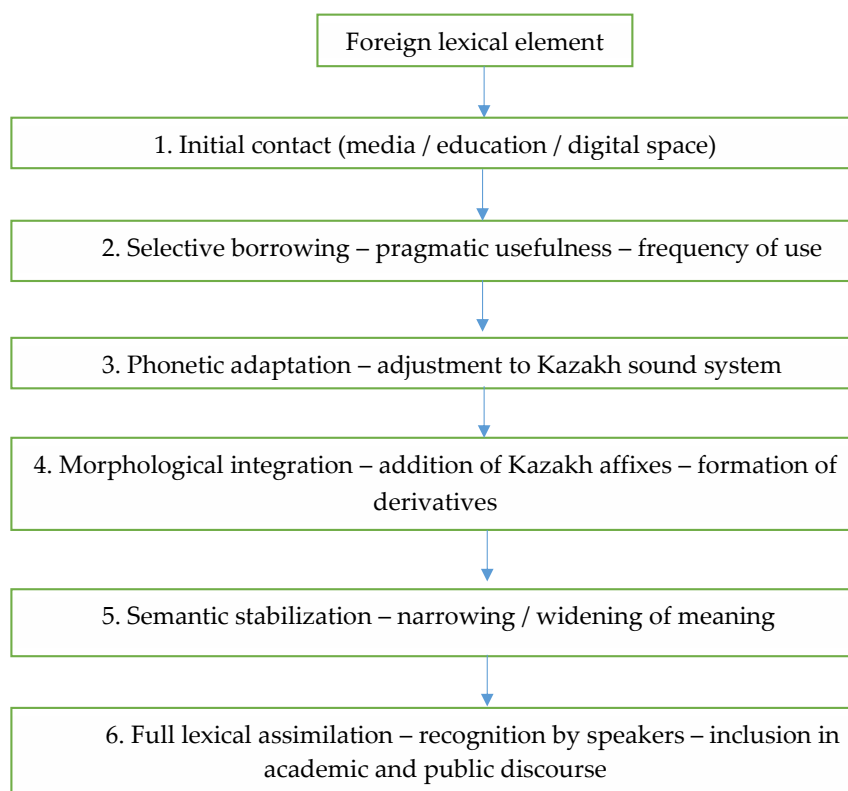 Foreign lexical element
1. Initial contact (media / education / digital space)
2. Selective borrowing – pragmatic usefulness – frequency of use
3. Phonetic adaptation – adjustment to Kazakh sound system
4. Morphological integration – addition of Kazakh affixes – formation of
derivatives
5. Semantic stabilization – narrowing / widening of meaning
6. Full lexical assimilation – recognition by speakers – inclusion in
academic and public discourse